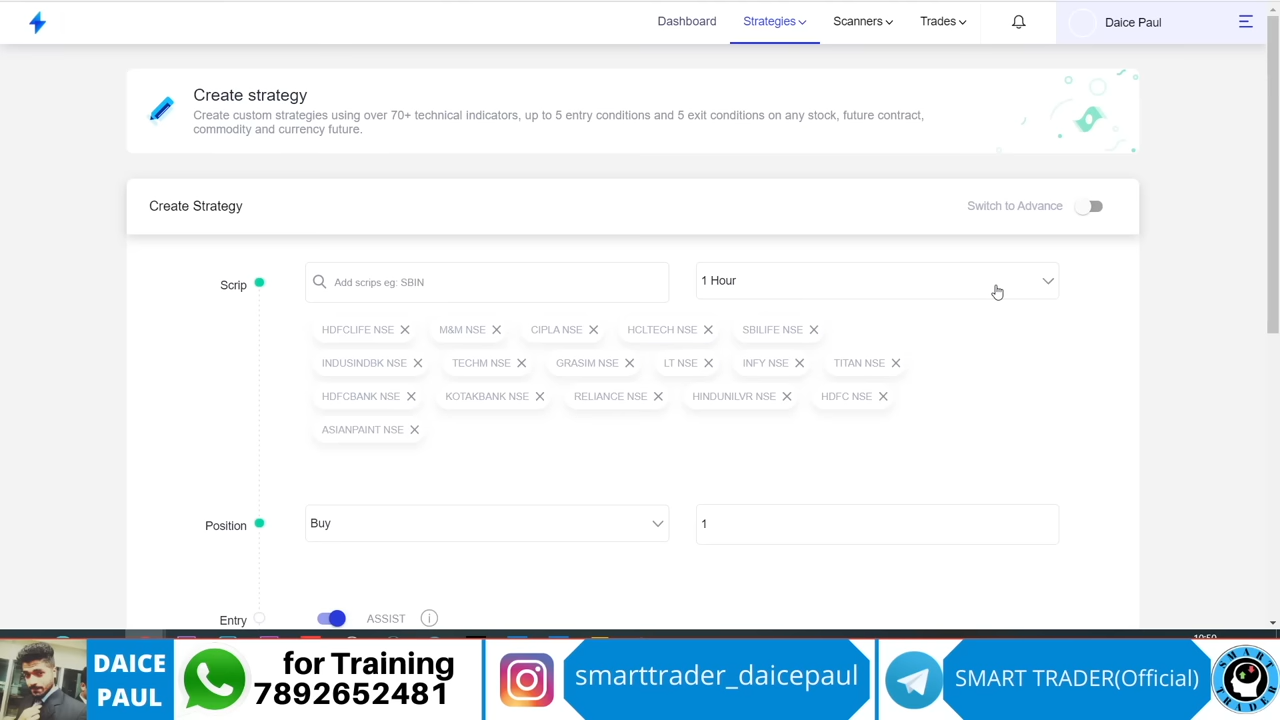 Dashboard Strategies Scanners Trades Daice Paul
Create strategy
Create custom strategies using over 70+ technical indicators, up to 5 entry conditions and 5 exit conditions on any stock, future contract,
commodity and currency future.
Create Strategy Switch to Advance
Scrip Add scrips eg: SBIN 1 Hour
HDFCLIFE NSE M&M NSE CIPLA NSE HCLTECH NSE SBILIFE NSE
INDUSINDBK NSE TECHM NSE GRASIM NSE LT NSE INFY NSE TITAN NSE
HDFCBANK NSE KOTAKBANK NSE RELIANCE NSE HINDUNILVR NSE HDFC NSE
ASIANPAINT NSE
Position Buy 1
Entry ASSIST
DAICE
PAUL
for Training
7892652481
smarttrader_daicepaul
SMART TRADER(Official)
SMART
TRADER